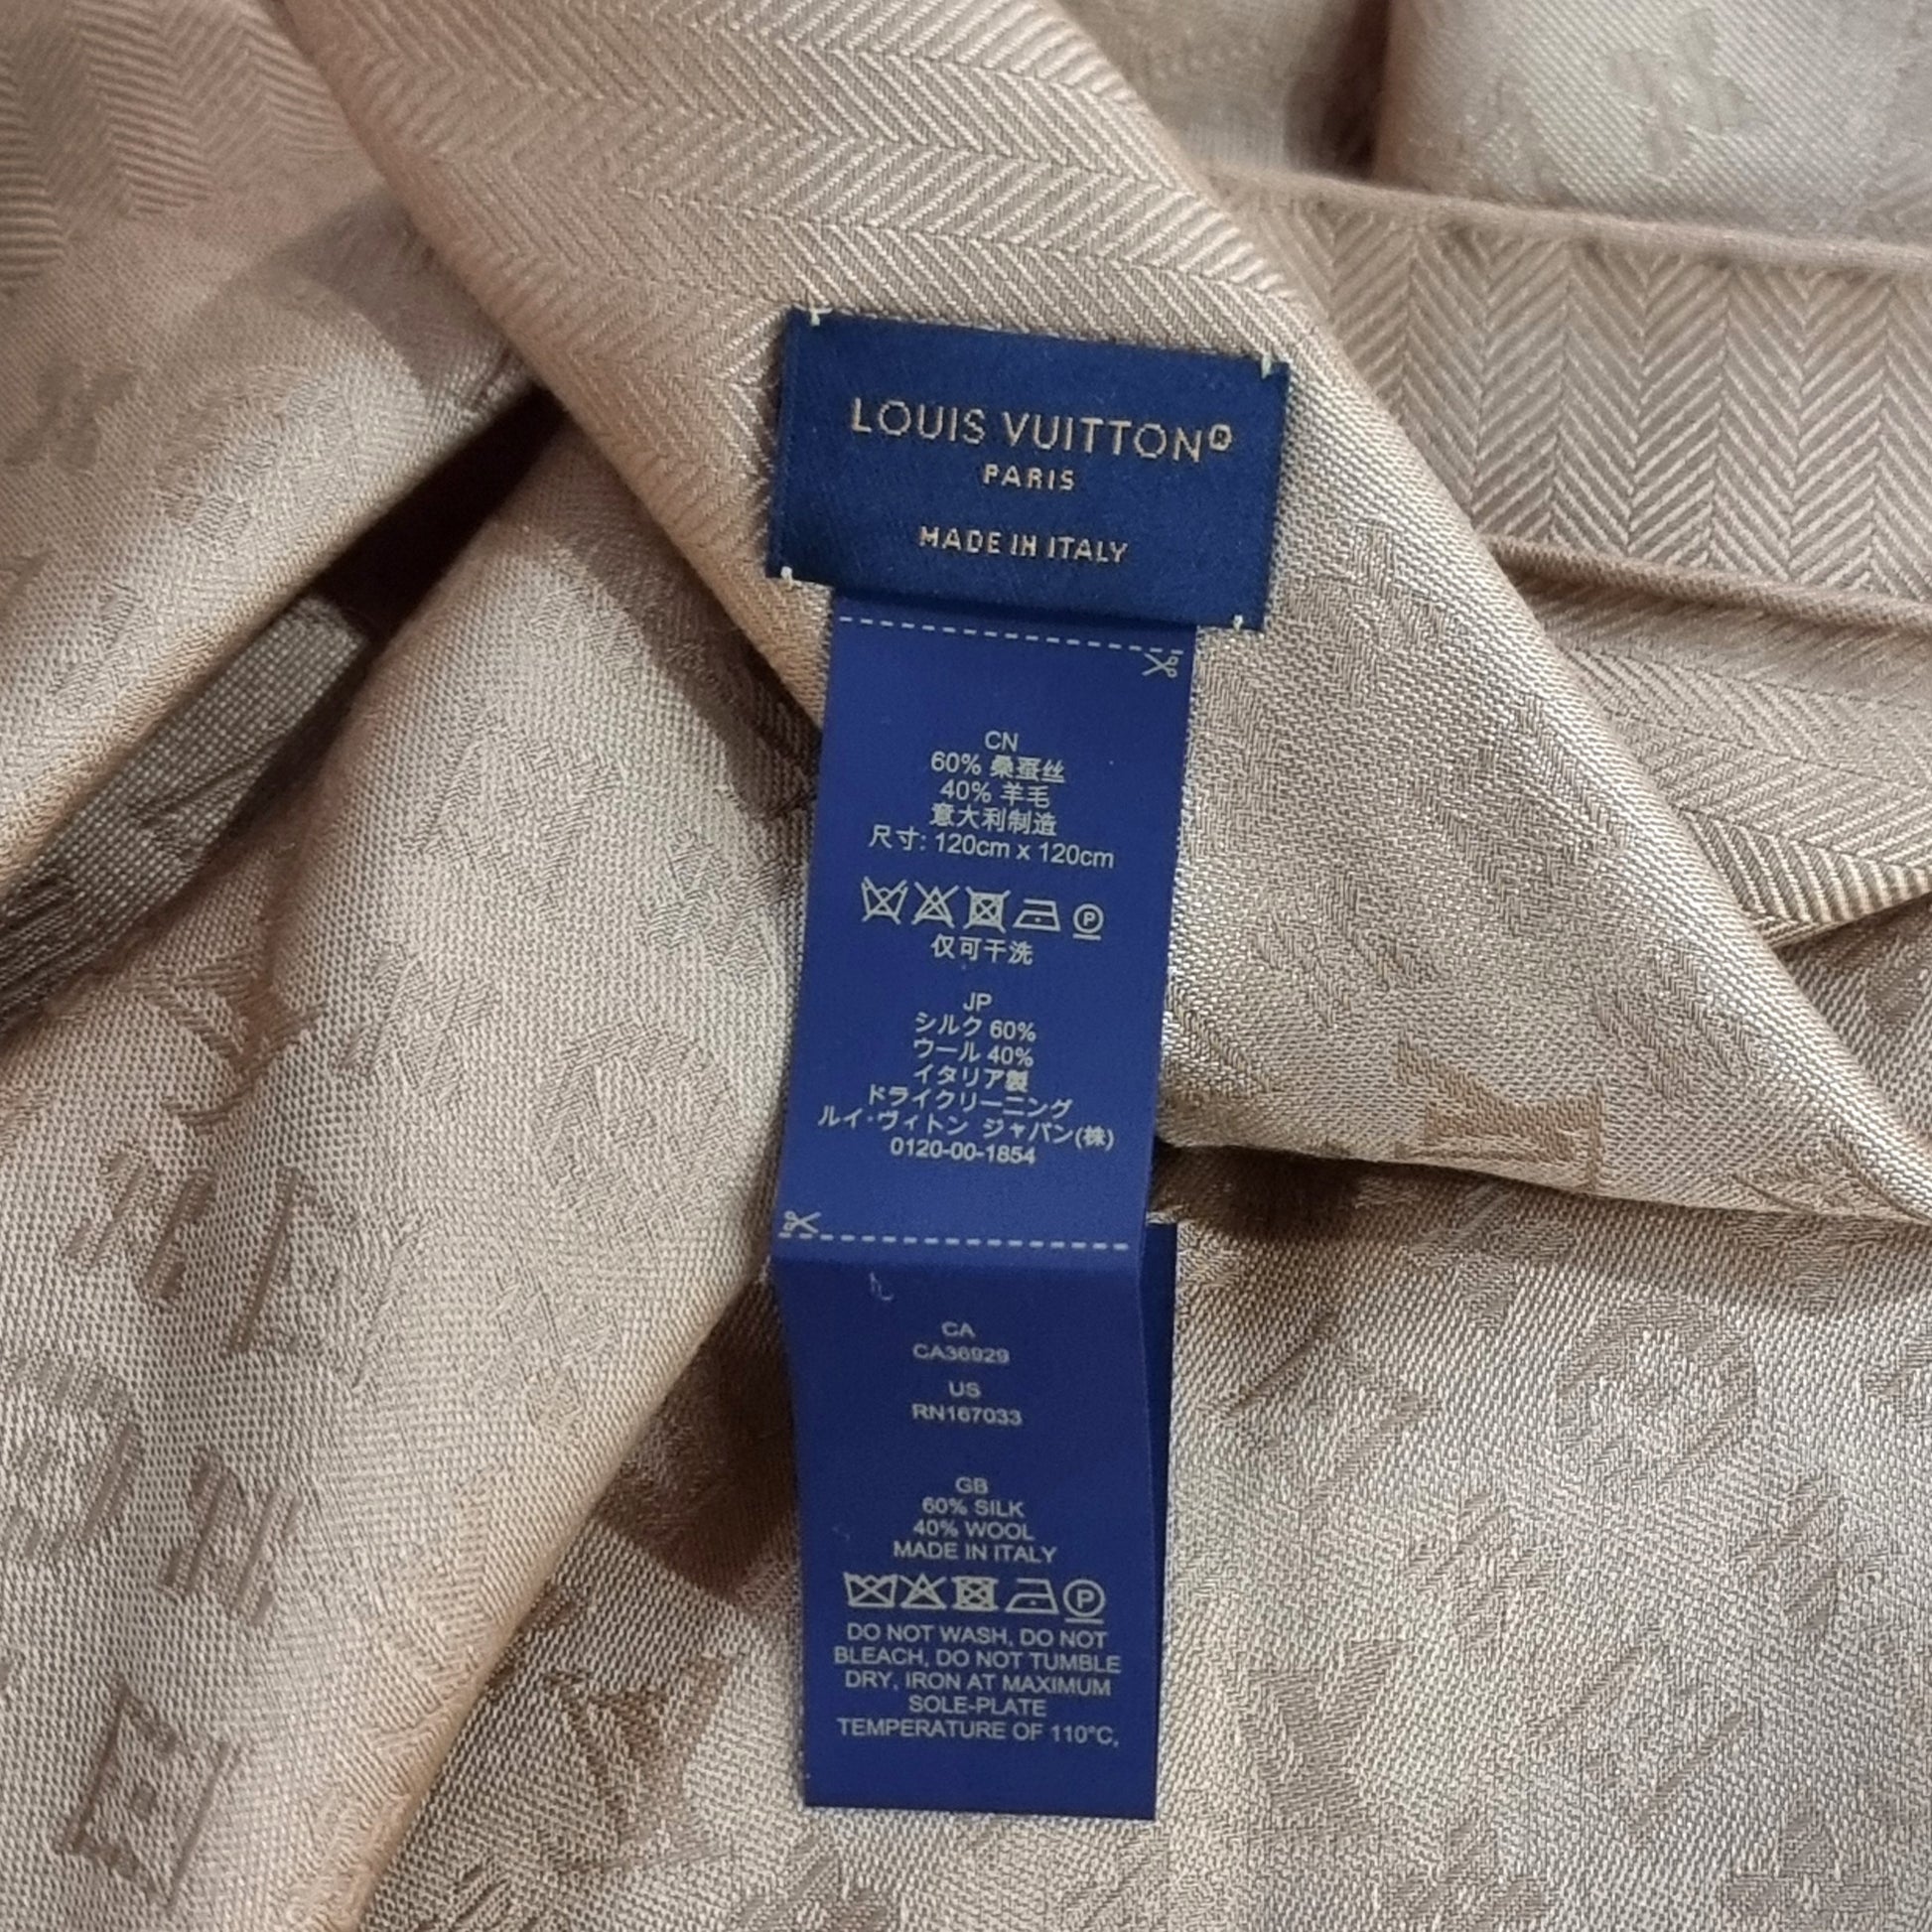 LOUIS VUITTON®
PARIS
MADE IN ITALY
CN
60% 桑蚕丝
40% 羊毛
意大利制造
尺寸: 120cm x 120cm
P
仅可干洗
JP
シルク 60%
ウール 40%
イタリア製
ドライクリーニング
ルイ・ヴィトン ジャパン(株)
0120-00-1854
CA
CA36929
US
RN167033
GB
60% SILK
40% WOOL
MADE IN ITALY
P
DO NOT WASH, DO NOT
BLEACH, DO NOT TUMBLE
DRY, IRON AT MAXIMUM
SOLE-PLATE
TEMPERATURE OF 110°C,